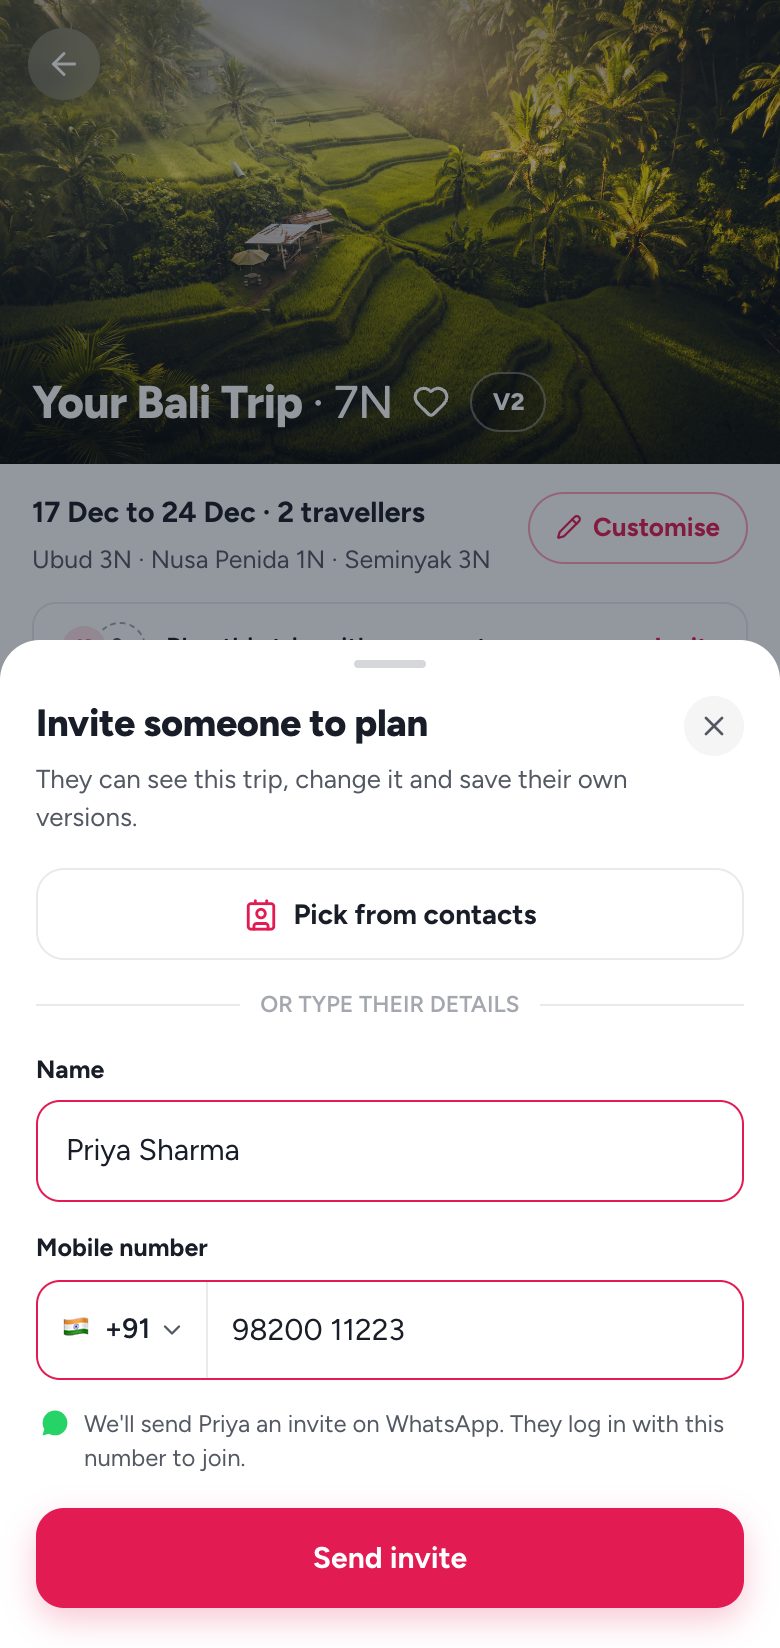 Your Bali Trip · 7N
V2
17 Dec to 24 Dec · 2 travellers
Customise
Ubud 3N · Nusa Penida 1N · Seminyak 3N
Invite someone to plan
They can see this trip, change it and save their own
versions.
Pick from contacts
OR TYPE THEIR DETAILS
Name
Priya Sharma
Mobile number
+91
98200 11223
We'll send Priya an invite on WhatsApp. They log in with this
number to join.
Send invite